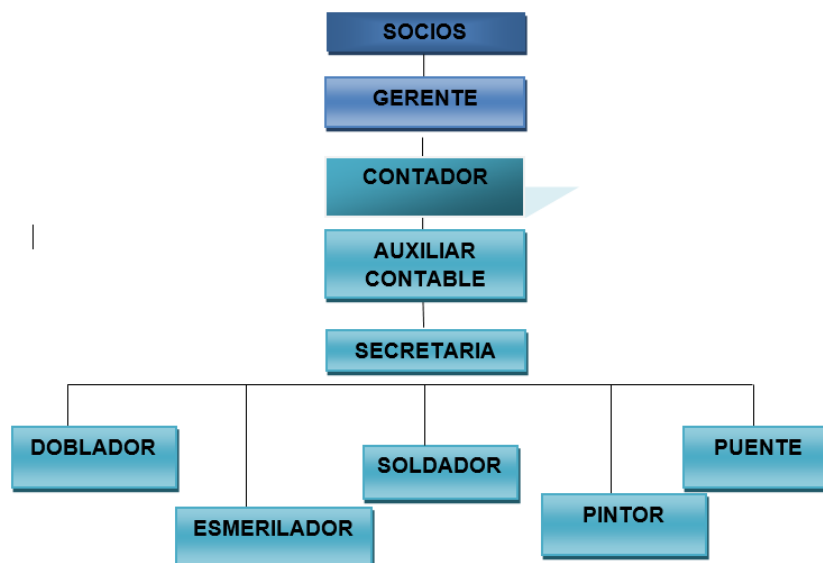 SOCIOS
GERENTE
CONTADOR
AUXILIAR
CONTABLE
SECRETARIA
DOBLADOR
ESMERILADOR
SOLDADOR
PINTOR
PUENTE